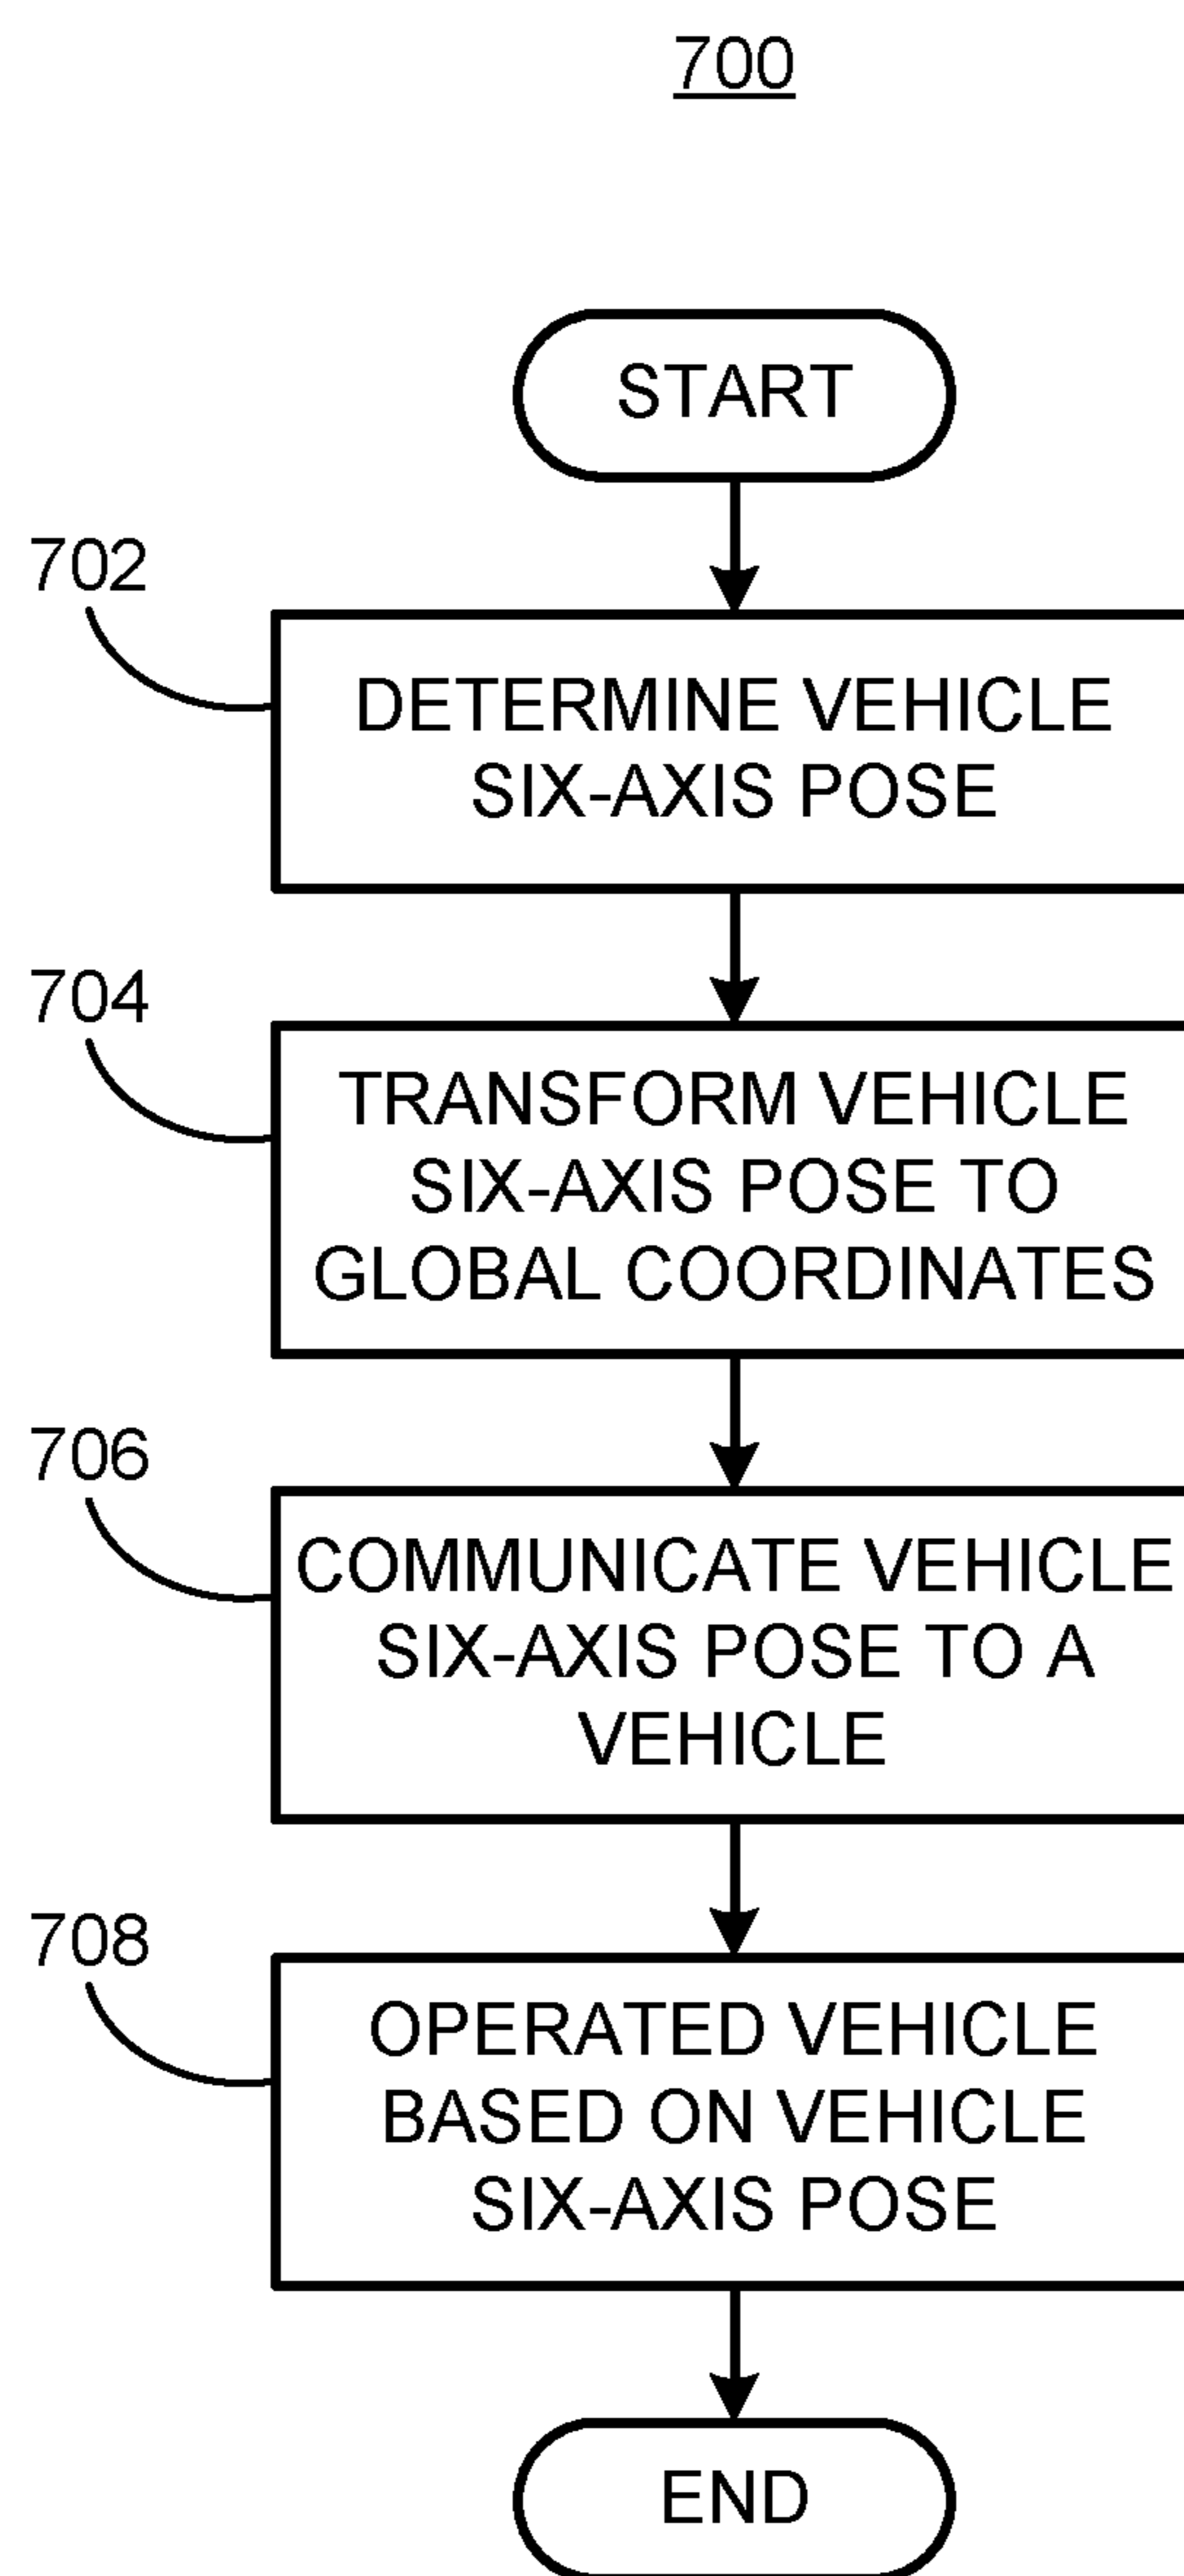 700
START
702
DETERMINE VEHICLE
SIX-AXIS POSE
704
TRANSFORM VEHICLE
SIX-AXIS POSE TO
GLOBAL COORDINATES
706
COMMUNICATE VEHICLE
SIX-AXIS POSE TO A
VEHICLE
708
OPERATED VEHICLE
BASED ON VEHICLE
SIX-AXIS POSE
END